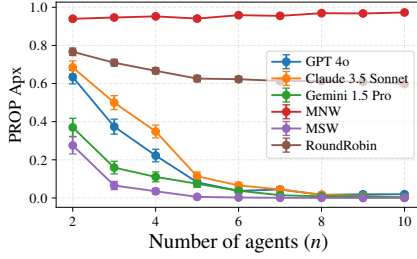 PROP Apx
1.0
0.8
0.6
0.4
0.2
0.0
GPT 4o
Claude 3.5 Sonnet
Gemini 1.5 Pro
MNW
MSW
RoundRobin
2
4
6
8
10
Number of agents (n)